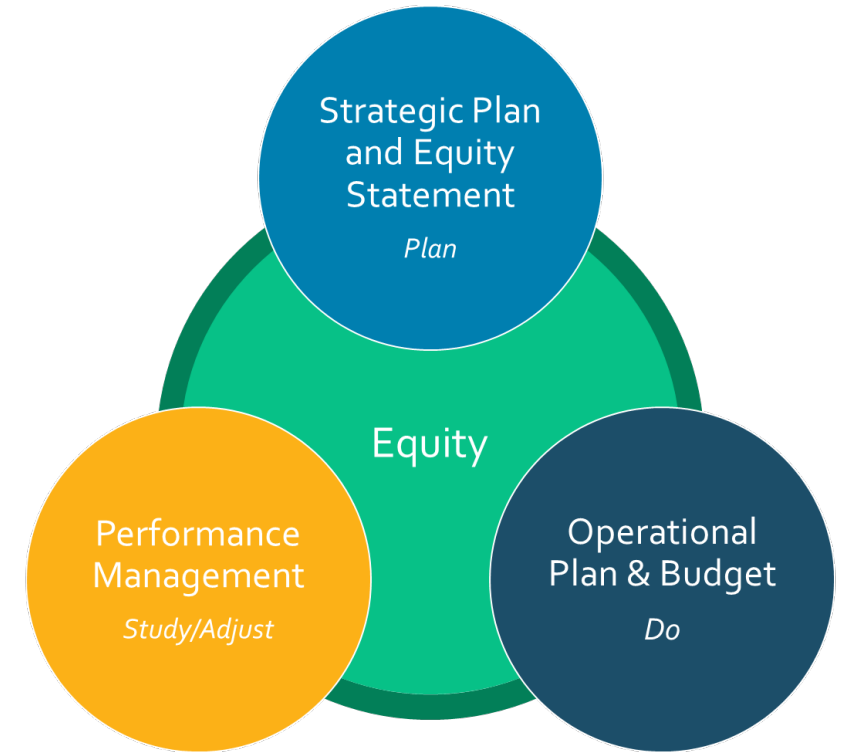 Strategic Plan
and Equity
Statement
Plan
Equity
Performance
Management
Study/Adjust
Operational
Plan & Budget
Do